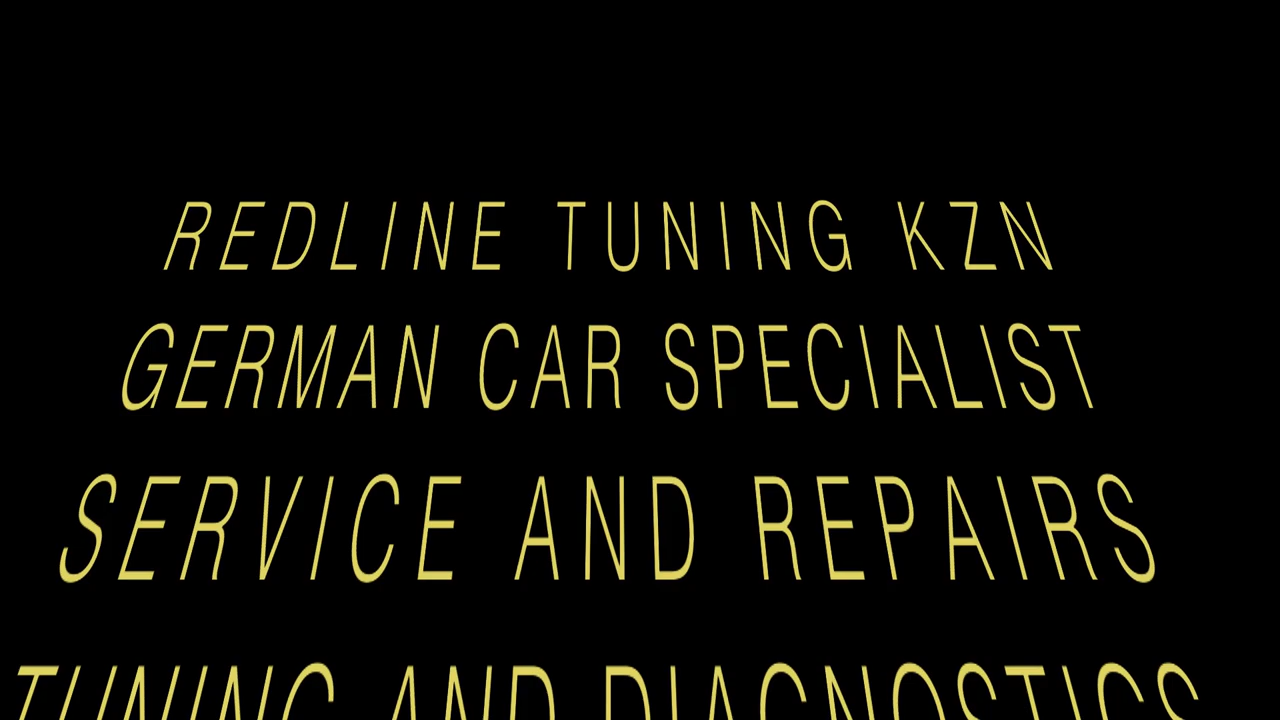 REDLINE TUNING KZN
GERMAN CAR SPECIALIST
SERVICE AND REPAIRS
TUNING AND DIAGNOSTICS